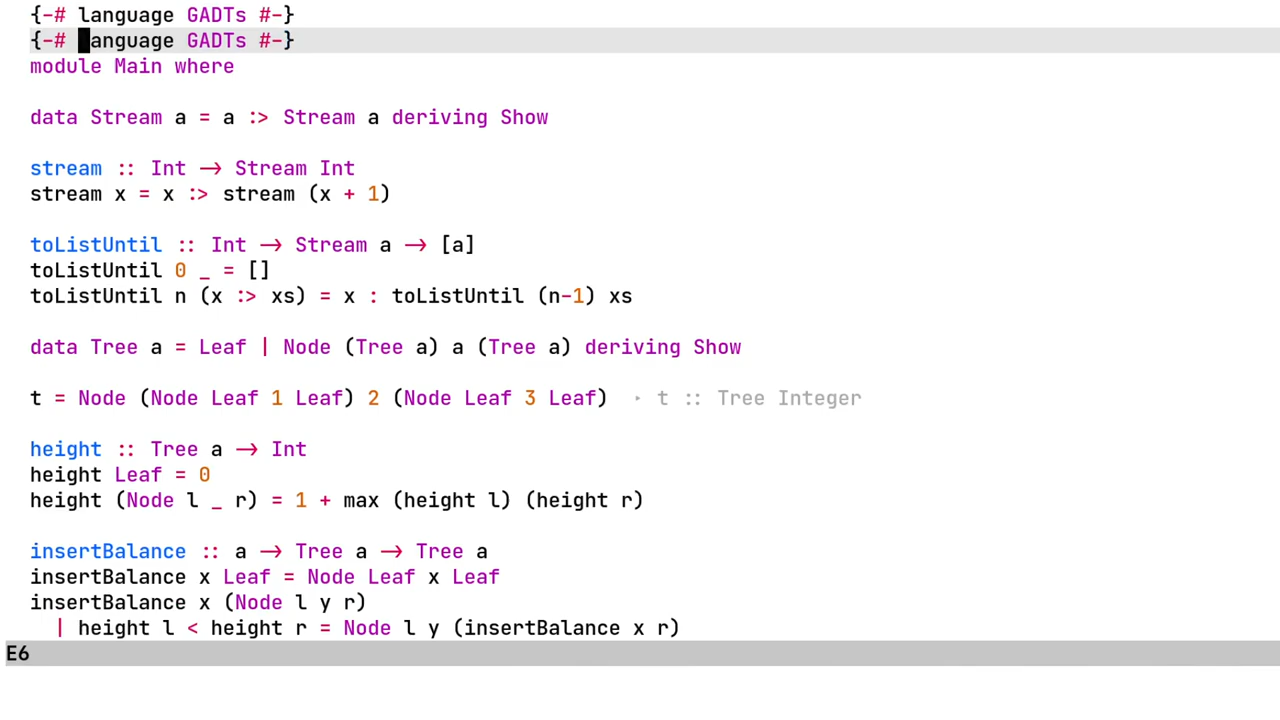 {-# language GADTs #-}
{-# language GADTs #-}
module Main where
data Stream a = a :> Stream a deriving Show
stream :: Int -> Stream Int
stream x = x :> stream (x + 1)
toListUntil :: Int -> Stream a -> [a]
toListUntil 0 _ = []
toListUntil n (x :> xs) = x : toListUntil (n-1) xs
data Tree a = Leaf | Node (Tree a) a (Tree a) deriving Show
t = Node (Node Leaf 1 Leaf) 2 (Node Leaf 3 Leaf) ‣ t :: Tree Integer
height :: Tree a -> Int
height Leaf = 0
height (Node l _ r) = 1 + max (height l) (height r)
insertBalance :: a -> Tree a -> Tree a
insertBalance x Leaf = Node Leaf x Leaf
insertBalance x (Node l y r)
  | height l < height r = Node l y (insertBalance x r)
E6